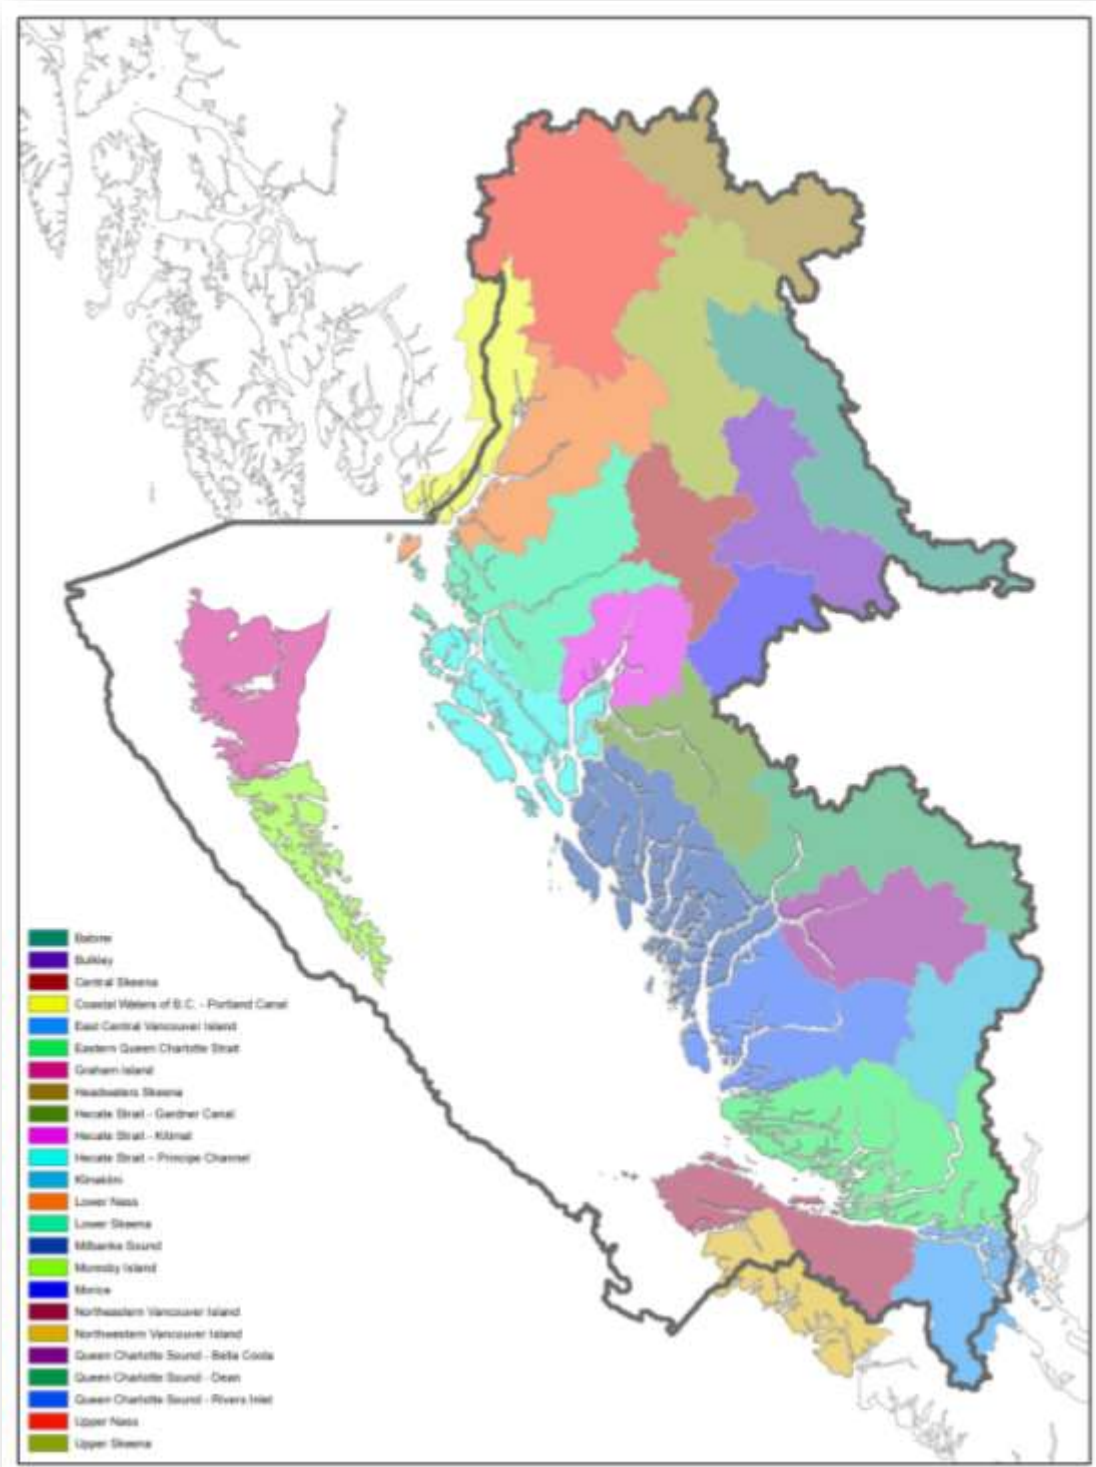 Babine
Bulkley
Central Skeena
Coastal Waters of B.C. - Portland Canal
East Central Vancouver Island
Eastern Queen Charlotte Strait
Graham Island
Headwaters Skeena
Hecate Strait - Gardner Canal
Hecate Strait - Kitimat
Hecate Strait – Principe Channel
Klinaklini
Lower Nass
Lower Skeena
Milbanke Sound
Moresby Island
Morice
Northeastern Vancouver Island
Northwestern Vancouver Island
Queen Charlotte Sound - Bella Coola
Queen Charlotte Sound - Dean
Queen Charlotte Sound - Rivers Inlet
Upper Nass
Upper Skeena